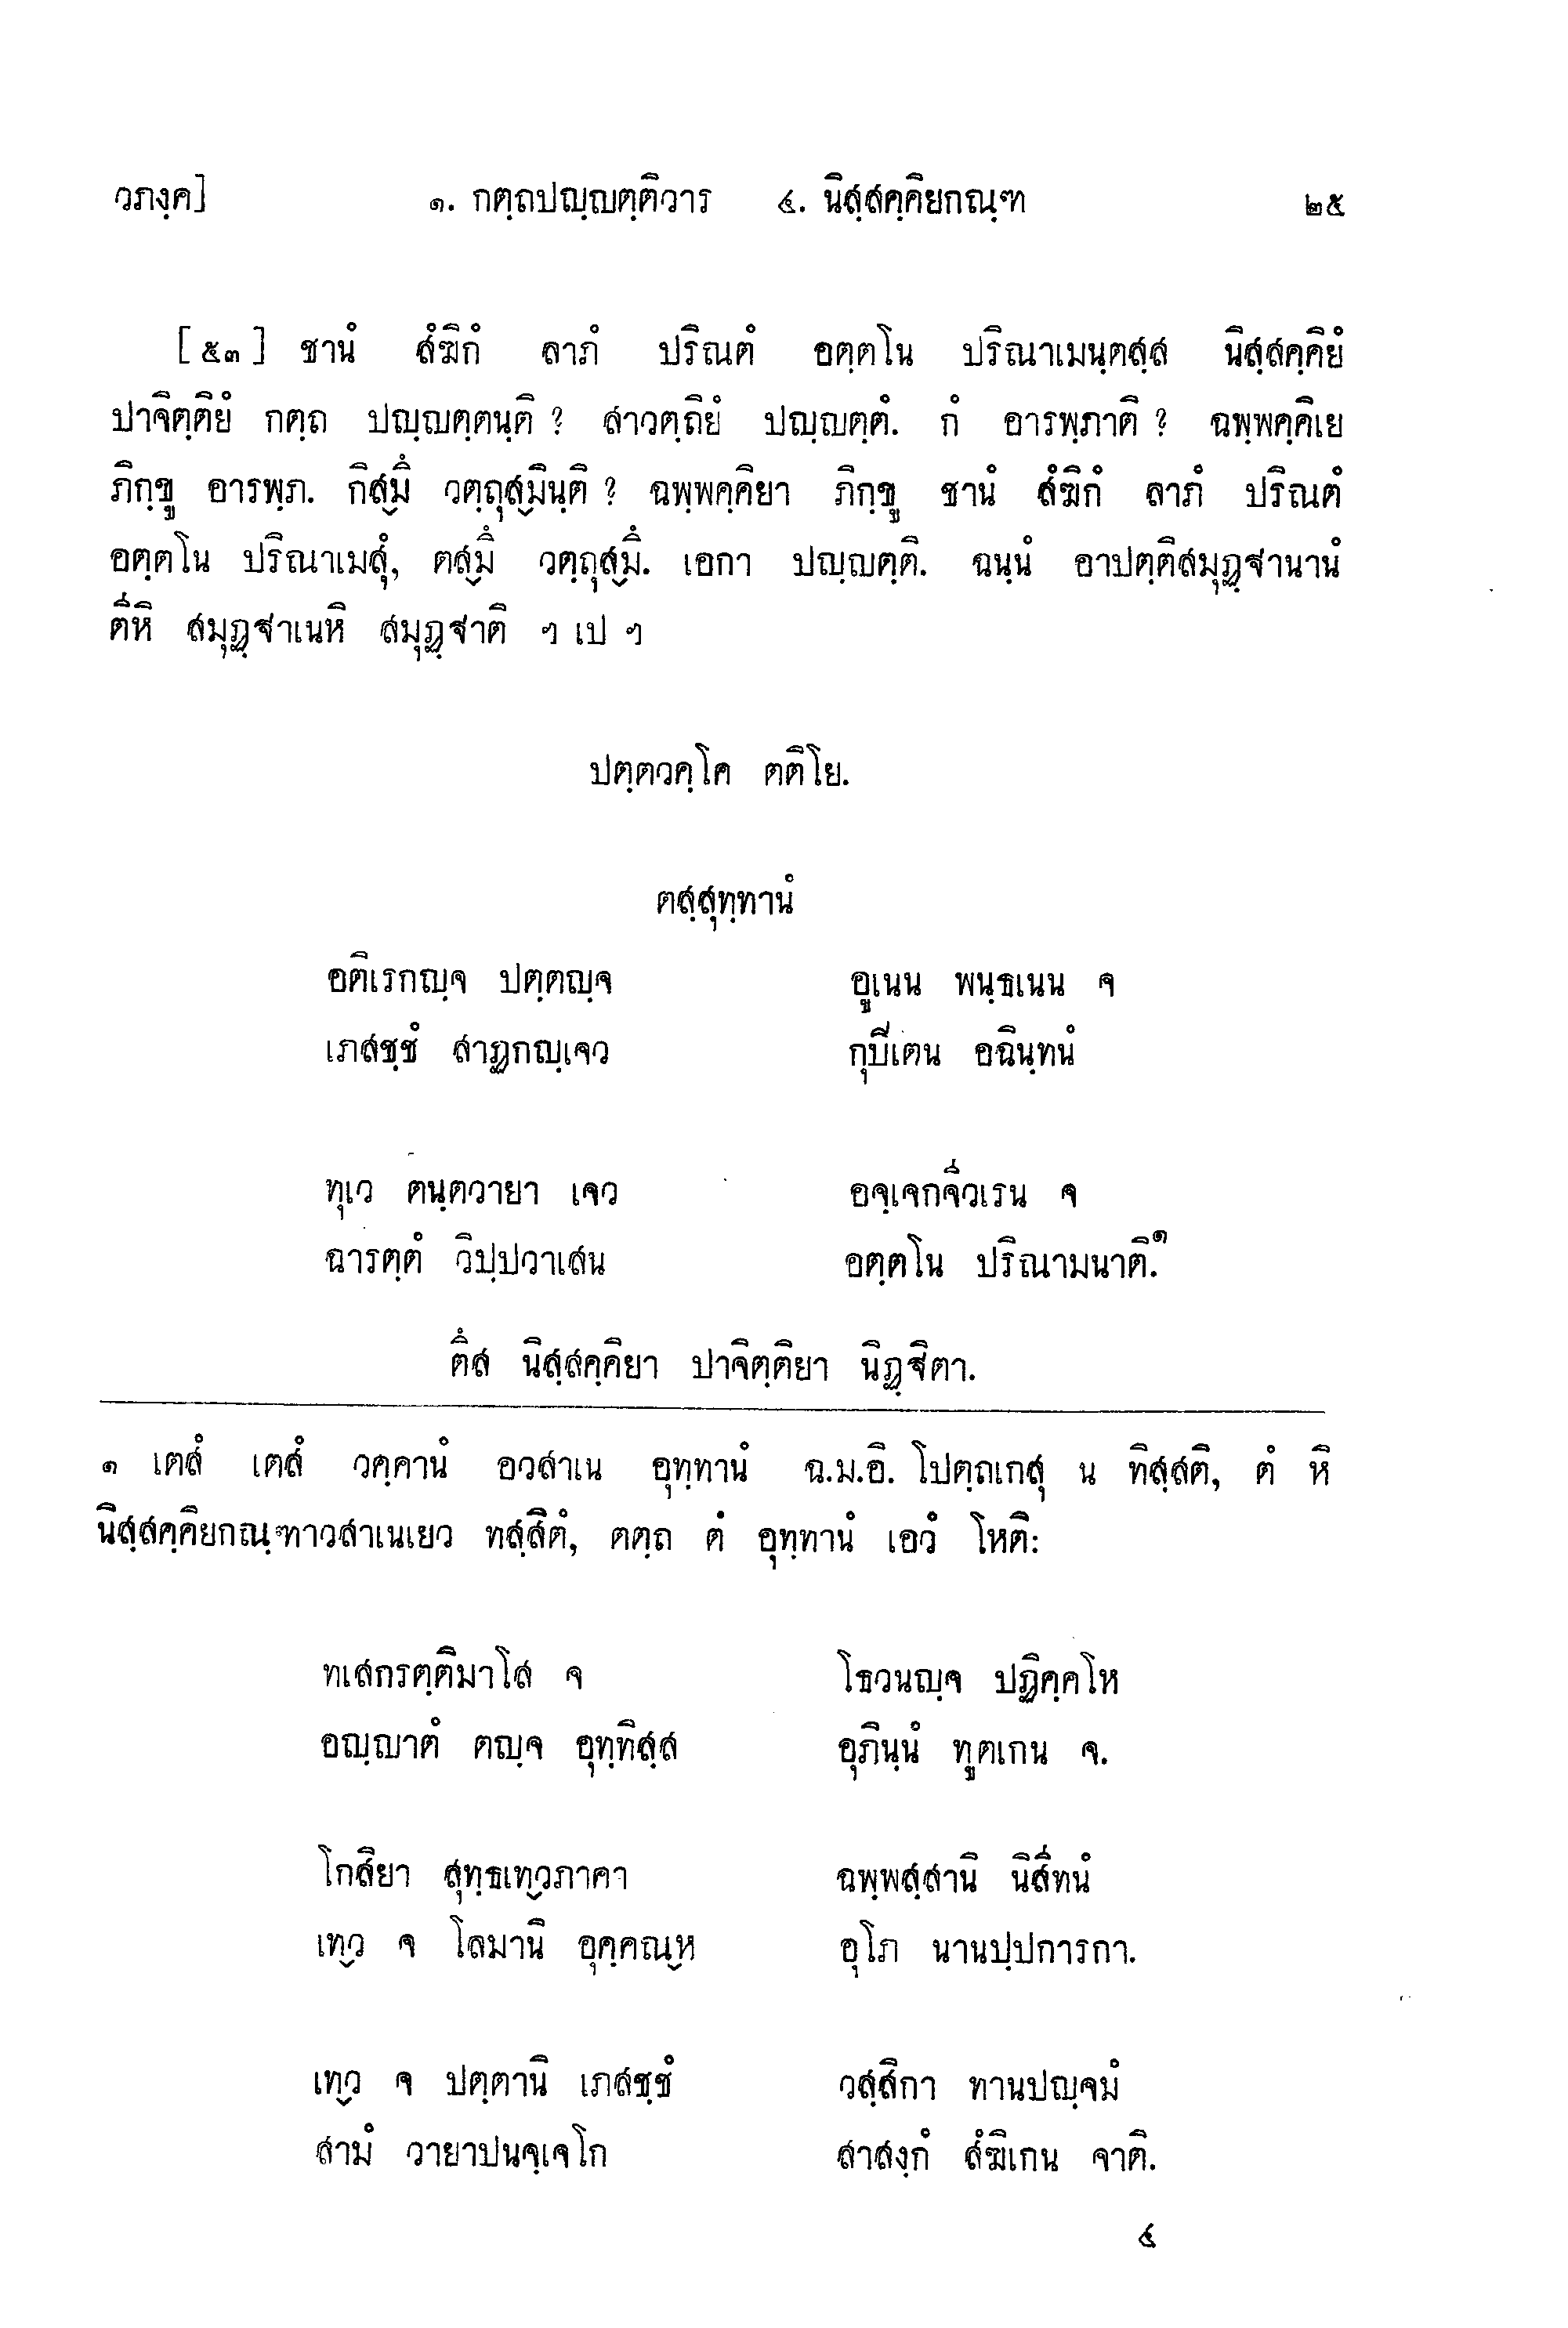 วภงฺค] ๑. กตฺถปญฺญตฺติวาร ๔. นิสฺสคฺคิยกณฺฑ ๒๕
[๕๓] ชานํ สํฆิกํ ลาภํ ปริณตํ อตฺตโน ปริณาเมนฺตสฺส นิสฺสคฺคิยํ
ปาจิตฺติยํ กตฺถ ปญฺญตฺตนฺติ ? สาวตฺถิยํ ปญฺญตฺตํ. กํ อารพฺภาติ ? ฉพฺพคฺคิเย
ภิกฺขู อารพฺภ. กิสฺมึ วตฺถุสฺมินฺติ ? ฉพฺพคฺคิยา ภิกฺขู ชานํ สํฆิกํ ลาภํ ปริณตํ
อตฺตโน ปริณาเมสุํ, ตสฺมึ วตฺถุสฺมึ. เอกา ปญฺญตฺติ. ฉนฺนํ อาปตฺติสมุฏฺฐานานํ
ตีหิ สมุฏฺฐาเนหิ สมุฏฺฐาติ ฯ เป ฯ
ปตฺตวคฺโค ตติโย.
ตสฺสุทฺทานํ
อติเรกญฺจ ปตฺตญฺจ อูเนน พนฺธเนน จ
เภสชฺชํ สาฏกญฺเจว กุปีเตน อฉินฺทนํ
ทุเว ตนฺตวายา เจว อจฺเจกจีวเรน จ
ฉารตฺตํ วิปฺปวาเสน อตฺตโน ปริณามนาติ.๑
ตึส นิสฺสคฺคิยา ปาจิตฺติยา นิฏฺฐิตา.
๑ เตสํ เตสํ วคฺคานํ อวสาเน อุทฺทานํ ฉ.ม.อิ. โปตฺถเกสุ น ทิสฺสติ, ตํ หิ
นิสฺสคฺคิยกณฺฑาวสาเนเยว ทสฺสิตํ, ตตฺถ ตํ อุทฺทานํ เอวํ โหติ:
ทเสกรตฺติมาโส จ โธวนญฺจ ปฏิคฺคโห
อญฺญาตํ ตญฺจ อุทฺทิสฺส อุภินฺนํ ทูตเกน จ.
โกสิยา สุทฺธเทฺวภาคา ฉพฺพสฺสานิ นิสีทนํ
เทฺว จ โลมานิ อุคฺคณฺห อุโภ นานปฺปการกา.
เทฺว จ ปตฺตานิ เภสชฺชํ วสฺสิกา ทานปญฺจมํ
สามํ วายาปนจฺเจโก สาสงฺกํ สํฆิเกน จาติ.
๔